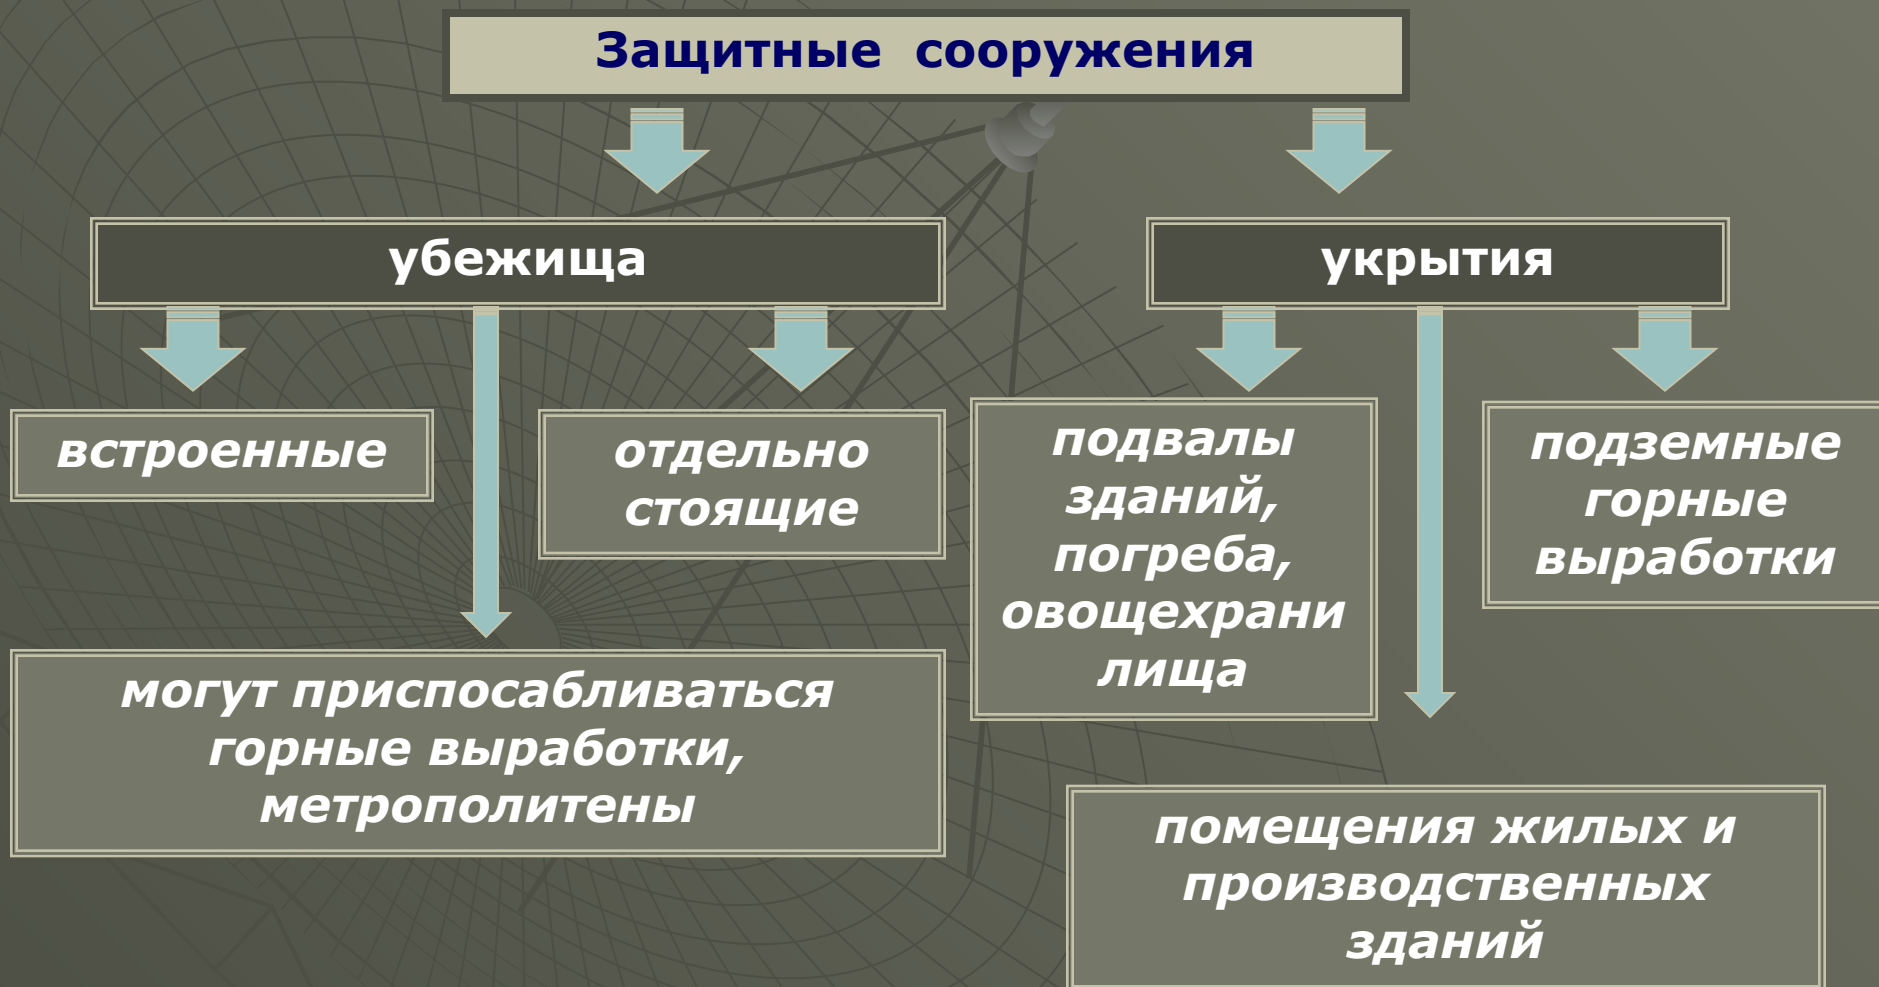 Защитные сооружения
убежища
укрытия
встроенные
отдельно
стоящие
могут приспосабливаться
горные выработки,
метрополитены
подвалы
зданий,
погреба,
овощехрани
лища
подземные
горные
выработки
помещения жилых и
производственных
зданий